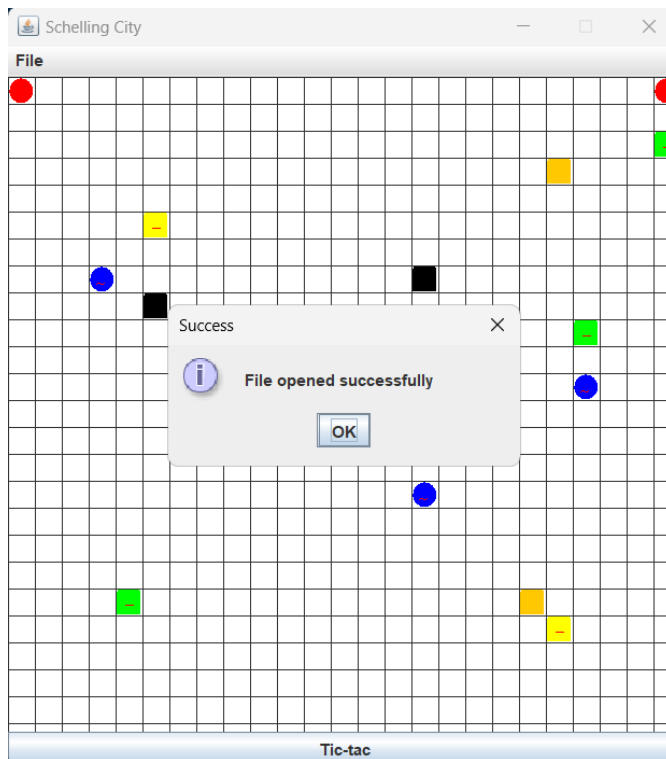 Schelling City
File
Success
File opened successfully
OK
Tic-tac